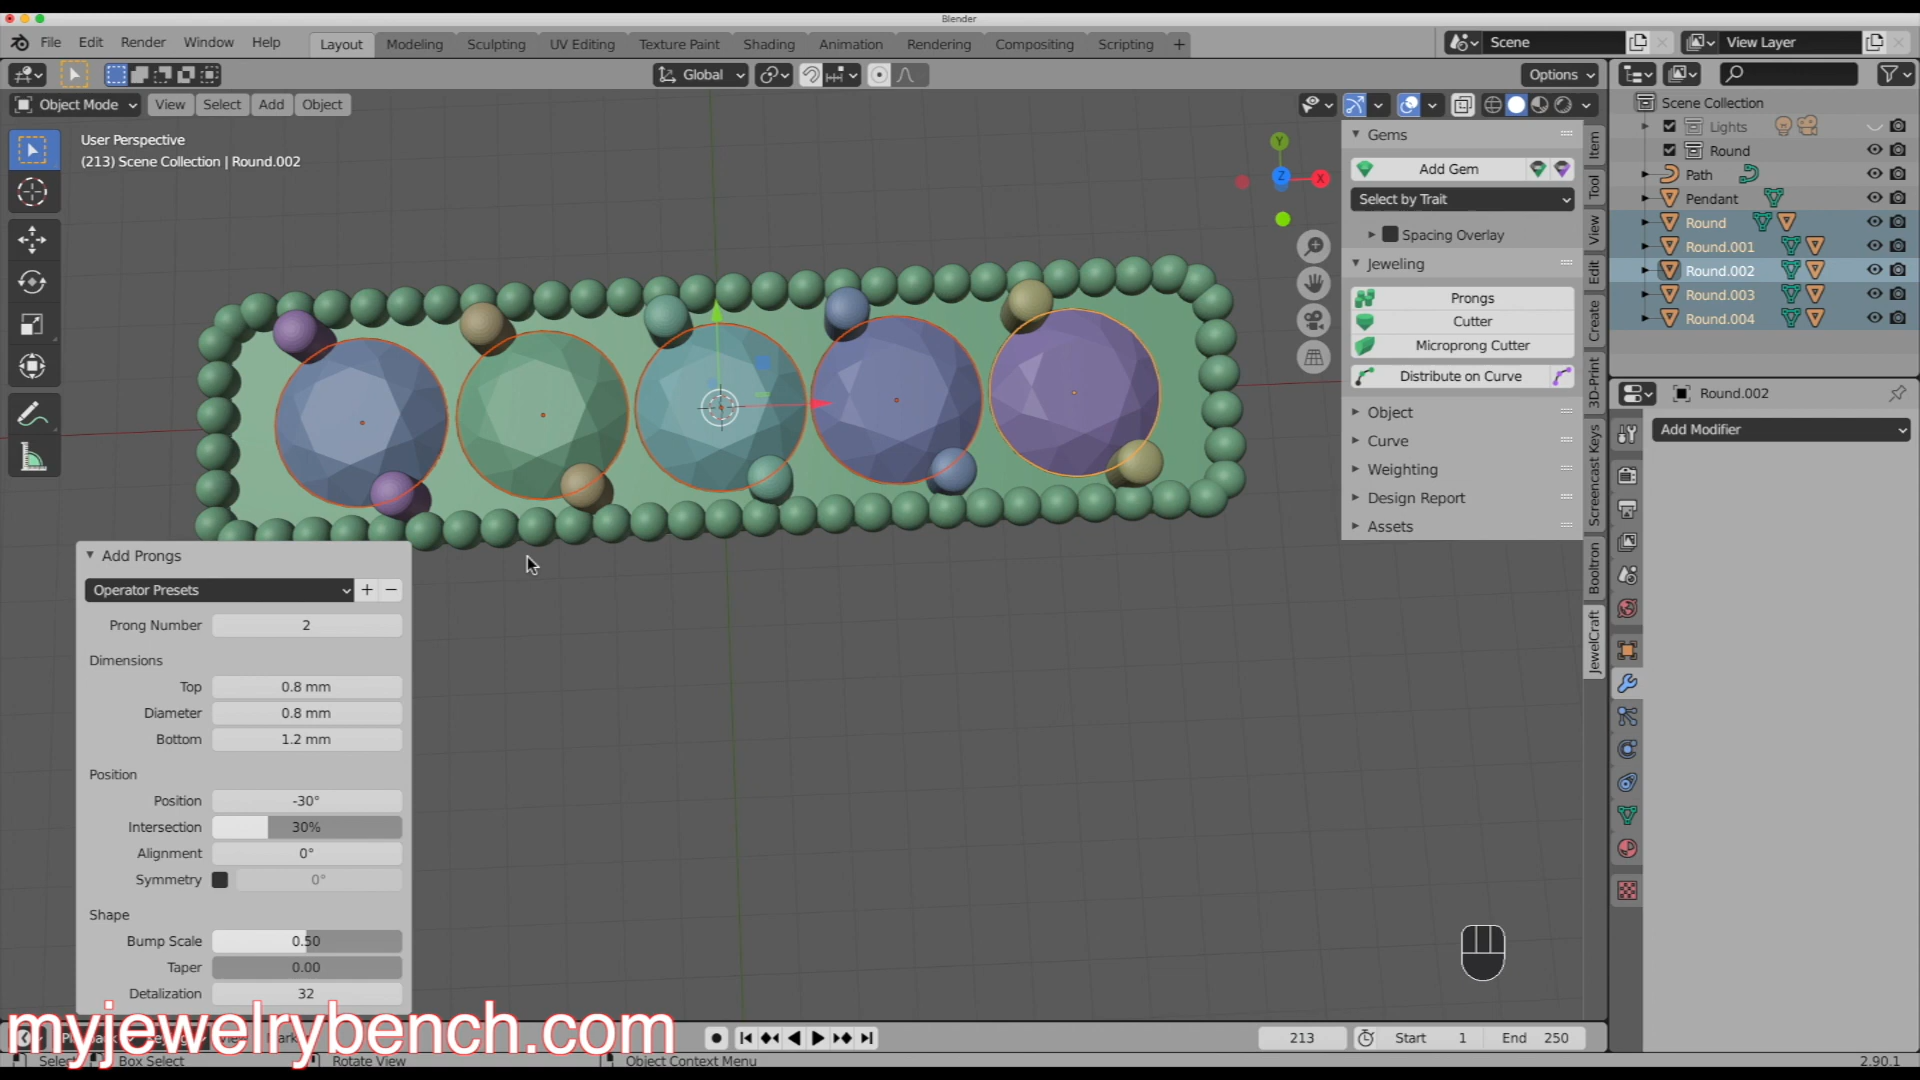 Blender
File Edit Render Window Help
Layout Modeling Sculpting UV Editing Texture Paint Shading Animation Rendering Compositing Scripting +
Scene
View Layer
Global
Options
Object Mode View Select Add Object
User Perspective
(213) Scene Collection | Round.002
Y
Z
X
Gems
Add Gem
Select by Trait
Spacing Overlay
Jeweling
Prongs
Cutter
Microprong Cutter
Distribute on Curve
Object
Curve
Weighting
Design Report
Assets
Item
Tool
View
Edit
Create
3D-Print
Screencast Keys
Booltron
JewelCraft
Scene Collection
Lights
Round
Path
Pendant
Round
Round.001
Round.002
Round.003
Round.004
Round.002
Add Modifier
Add Prongs
Operator Presets + −
Prong Number 2
Dimensions
Top 0.8 mm
Diameter 0.8 mm
Bottom 1.2 mm
Position
Position -30°
Intersection 30%
Alignment 0°
Symmetry 0°
Shape
Bump Scale 0.50
Taper 0.00
Detalization 32
myjewelrybench.com
213 Start 1 End 250
Select Box Select Rotate View Object Context Menu
2.90.1